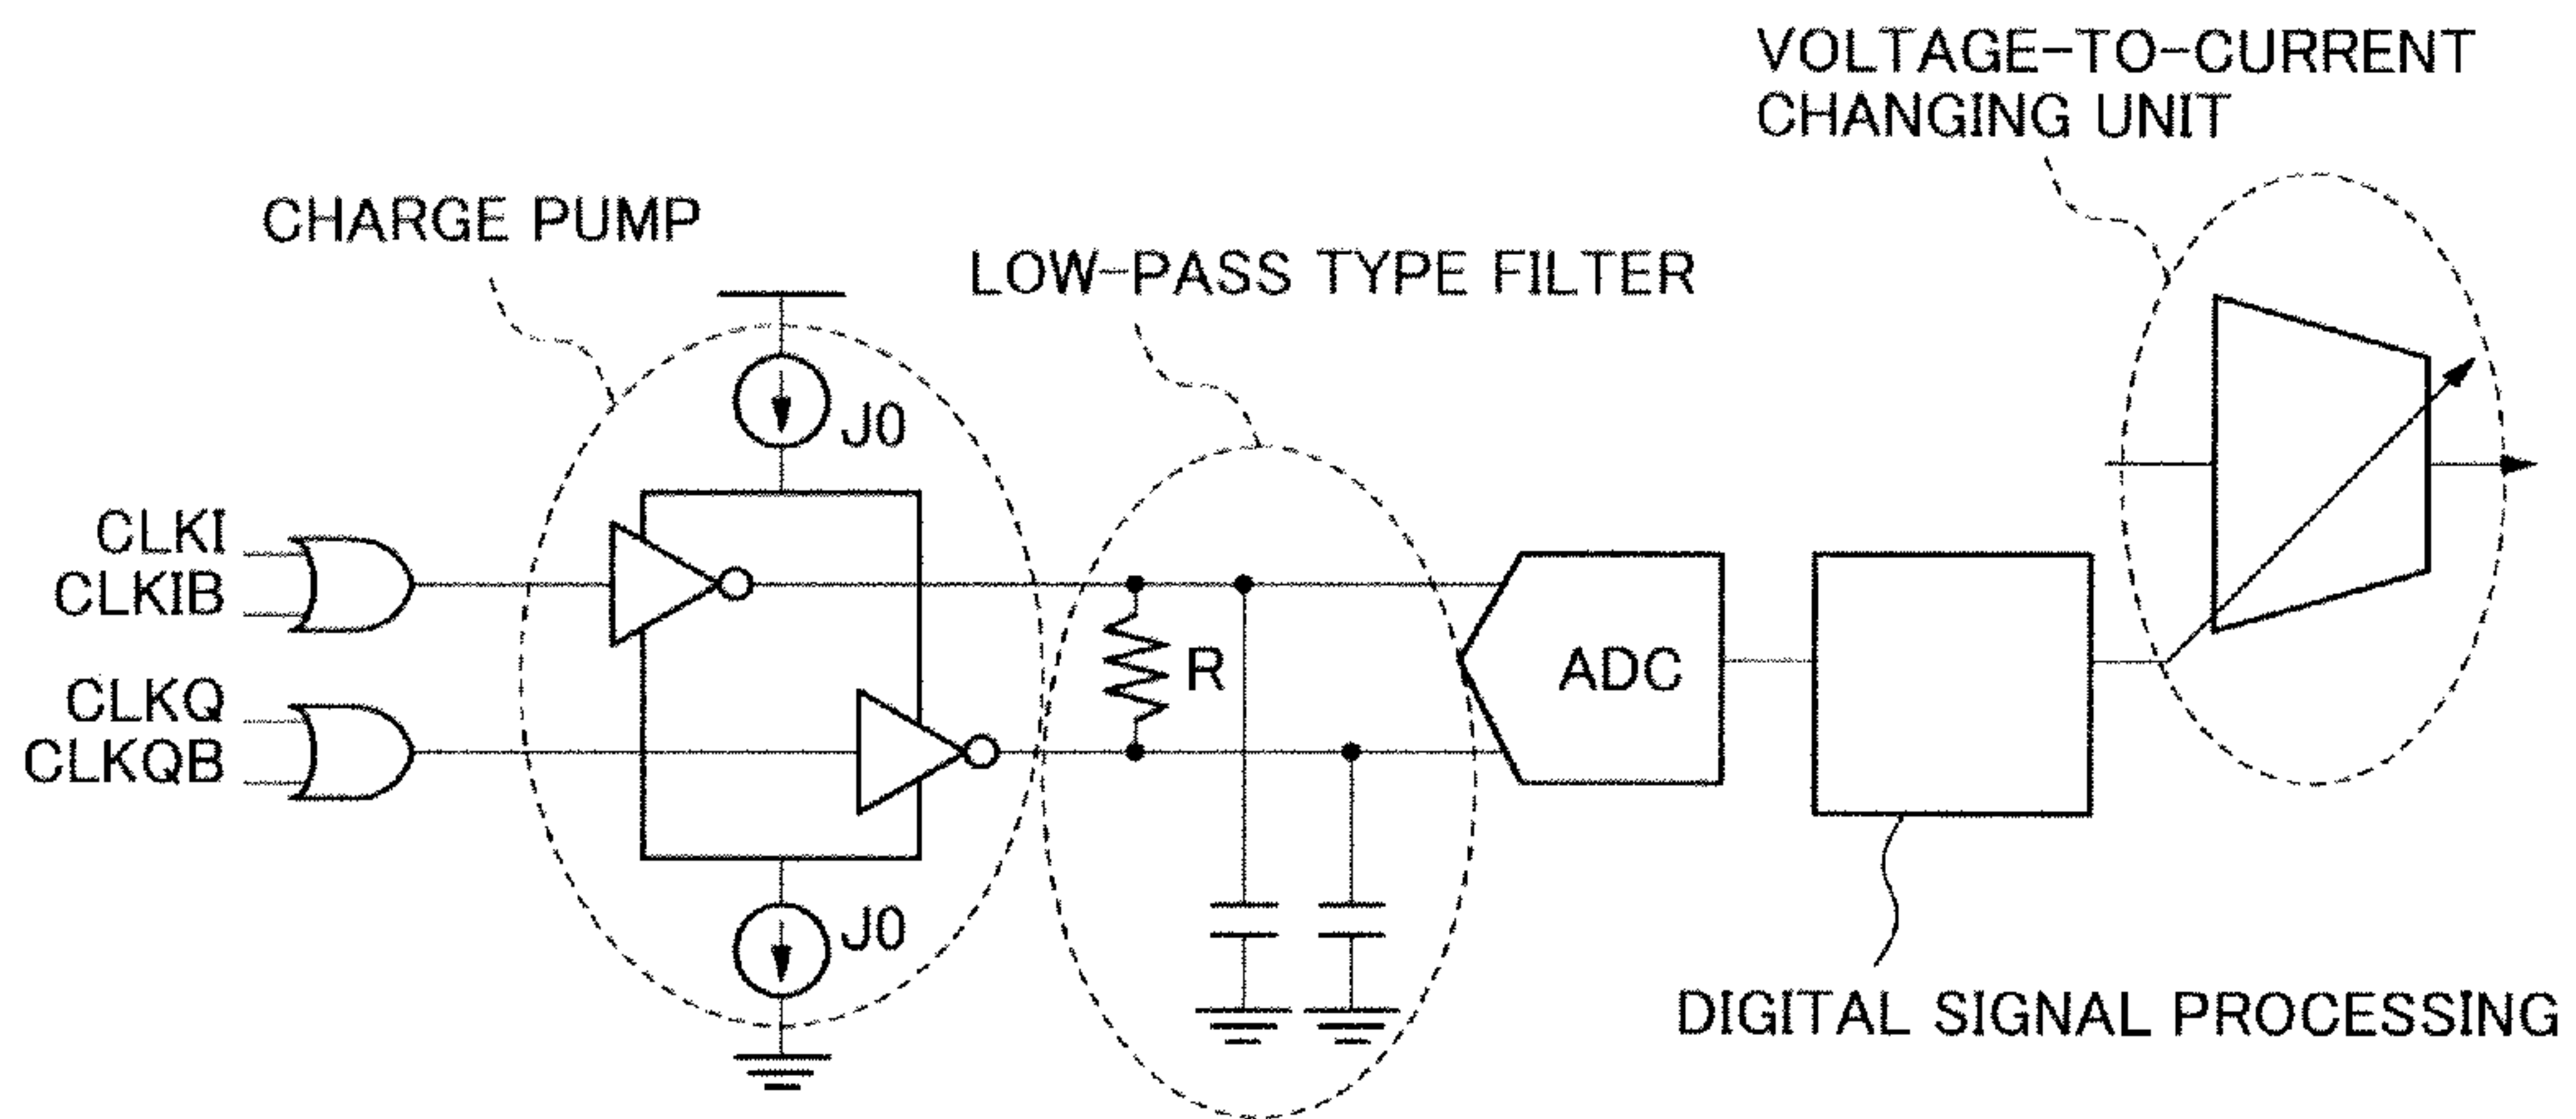 VOLTAGE-TO-CURRENT
CHANGING UNIT
CHARGE PUMP
LOW-PASS TYPE FILTER
J0
CLKI
CLKIB
CLKQ
CLKQB
R
ADC
J0
DIGITAL SIGNAL PROCESSING